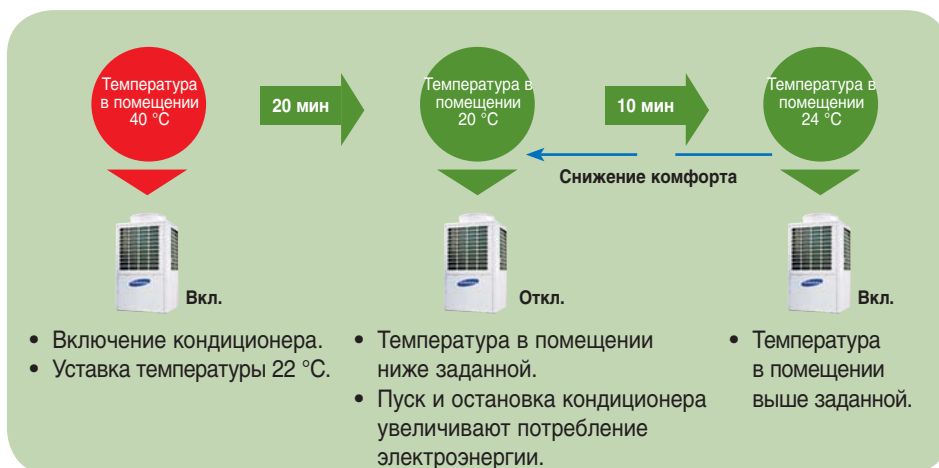 Температура
в помещении
40 °C
20 мин
Температура в
помещении
20 °C
10 мин
Температура в
помещении
24 °C
Снижение комфорта
Вкл.
Откл.
Вкл.
• Включение кондиционера.
• Уставка температуры 22 °C.
• Температура в помещении
ниже заданной.
• Пуск и остановка кондиционера
увеличивают потребление
электроэнергии.
• Температура
в помещении
выше заданной.